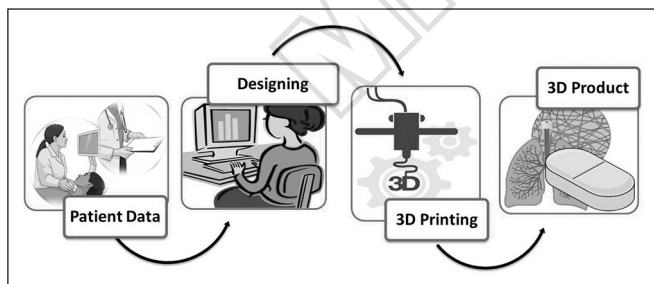 Patient Data
Designing
3D
3D Printing
3D Product